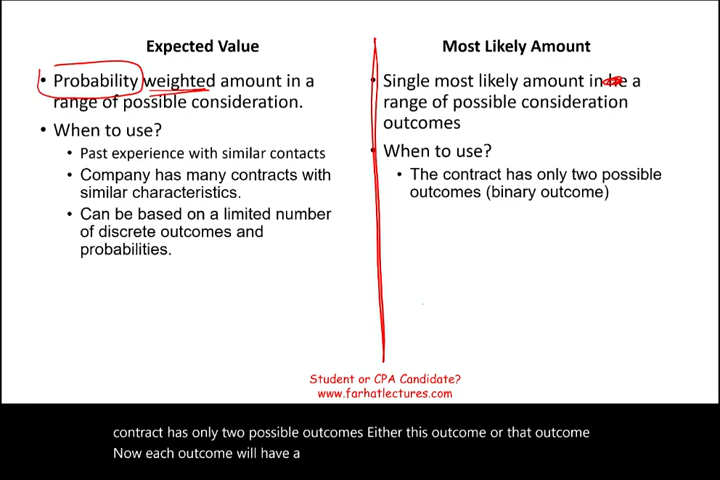 Expected Value
• Probability weighted amount in a
range of possible consideration.
• When to use?
• Past experience with similar contacts
• Company has many contracts with
similar characteristics.
• Can be based on a limited number
of discrete outcomes and
probabilities.
Most Likely Amount
• Single most likely amount in a
range of possible consideration
outcomes
• When to use?
• The contract has only two possible
outcomes (binary outcome)
Student or CPA Candidate?
www.farhatlectures.com
contract has only two possible outcomes Either this outcome or that outcome
Now each outcome will have a